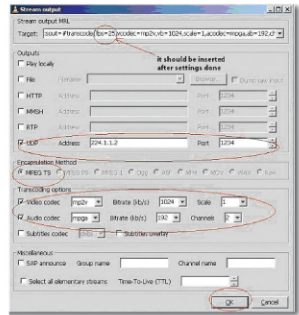 Stream output
Stream output MRL
Target: :sout=#transcode{fps=25,vcodec=mp2v,vb=1024,scale=1,acodec=mpga,ab=192,ch
Outputs
it should be inserted
after settings done
Play locally
File Filename Browse... Dump raw input
HTTP Address Port 1234
MMSH Address Port 1234
RTP Address Port 1234
UDP Address 224.1.1.2 Port 1234
Encapsulation Method
MPEG TS MPEG PS MPEG 1 Ogg ASF MP4 MOV WAV Raw
Transcoding options
Video codec mp2v Bitrate (kb/s) 1024 Scale 1
Audio codec mpga Bitrate (kb/s) 192 Channels 2
Subtitles codec Subtitles overlay
Miscellaneous
SAP announce Group name Channel name
Select all elementary streams Time-To-Live (TTL)
OK Cancel